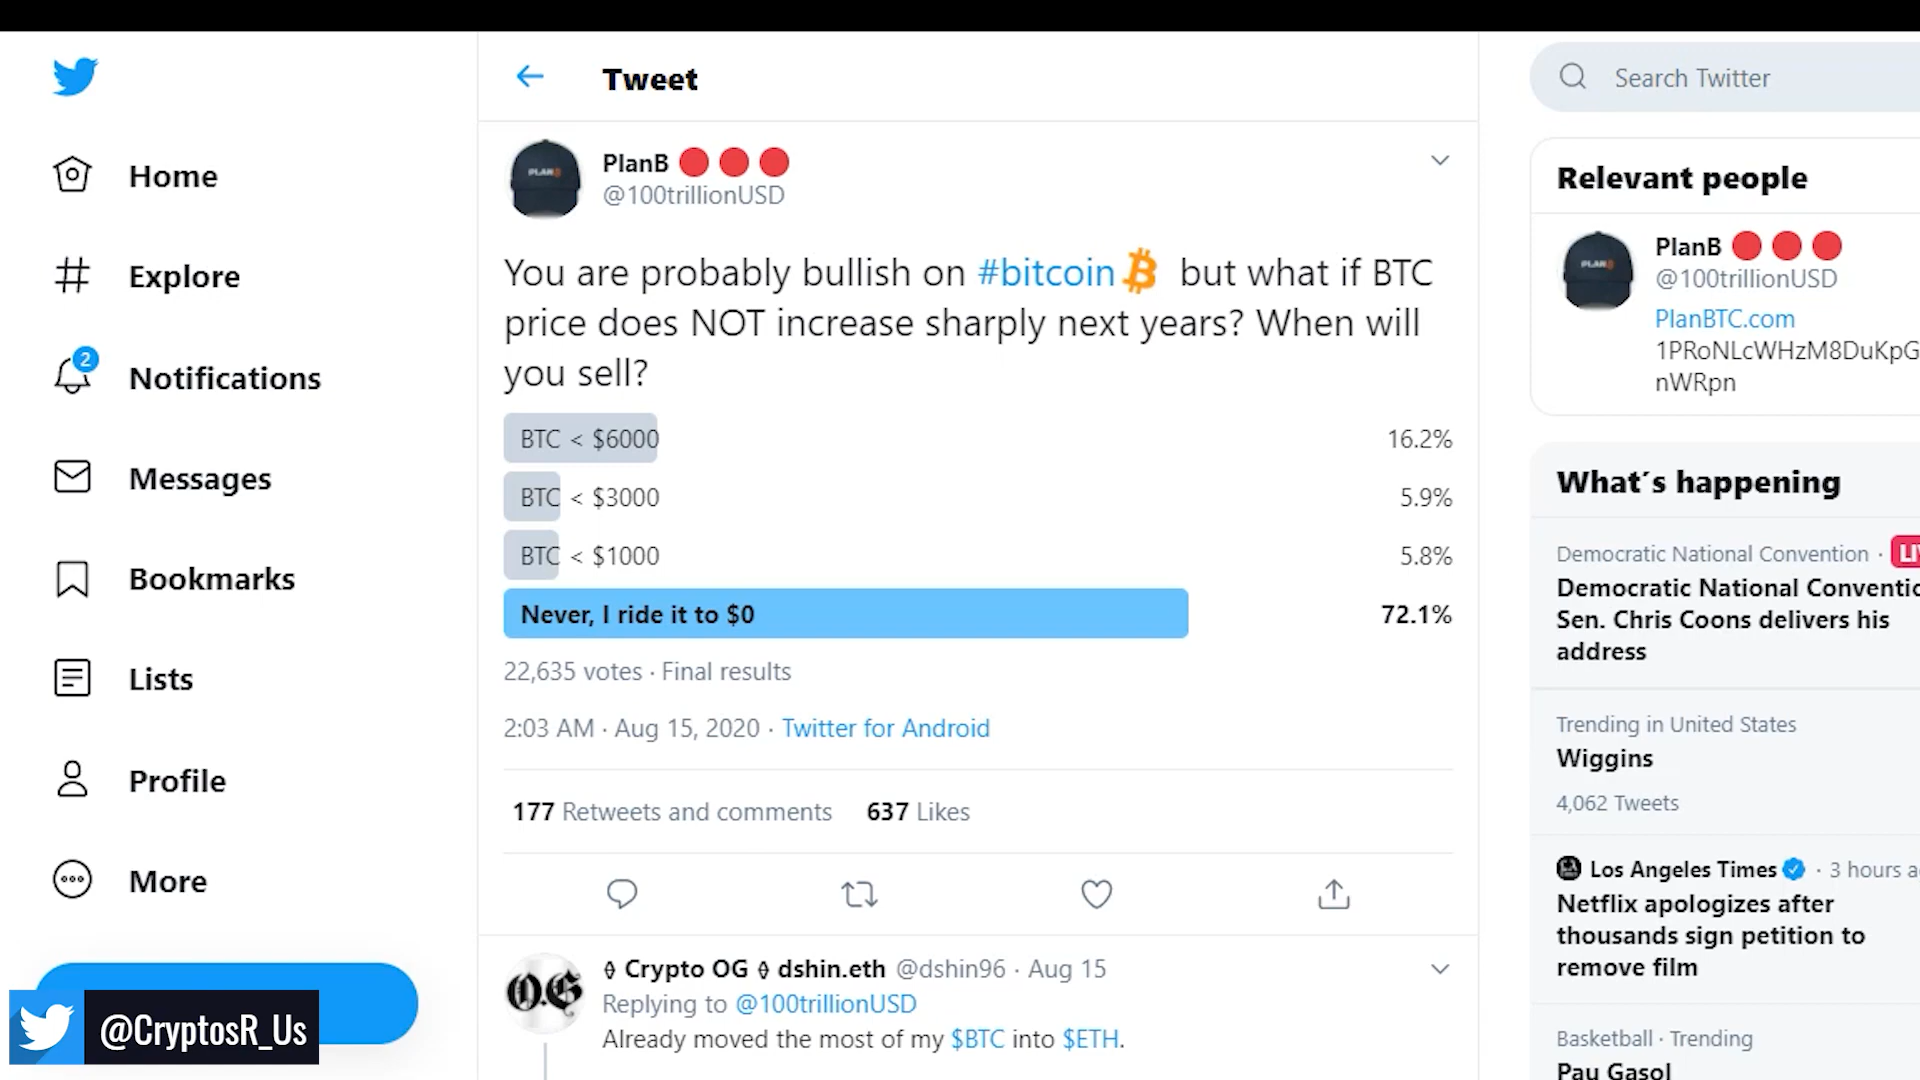 Home
Explore
2
Notifications
Messages
Bookmarks
Lists
Profile
More
@CryptosR_Us
Tweet
PLANB
PlanB
@100trillionUSD
You are probably bullish on #bitcoin but what if BTC
price does NOT increase sharply next years? When will
you sell?
BTC < $6000 16.2%
BTC < $3000 5.9%
BTC < $1000 5.8%
Never, I ride it to $0 72.1%
22,635 votes · Final results
2:03 AM · Aug 15, 2020 · Twitter for Android
177 Retweets and comments 637 Likes
O.G
Crypto OG dshin.eth @dshin96 · Aug 15
Replying to @100trillionUSD
Already moved the most of my $BTC into $ETH.
Search Twitter
Relevant people
PLANB
PlanB
@100trillionUSD
PlanBTC.com
1PRoNLcWHzM8DuKpG
nWRpn
What´s happening
Democratic National Convention · LI
Democratic National Conventio
Sen. Chris Coons delivers his
address
Trending in United States
Wiggins
4,062 Tweets
Los Angeles Times · 3 hours a
Netflix apologizes after
thousands sign petition to
remove film
Basketball · Trending
Pau Gasol